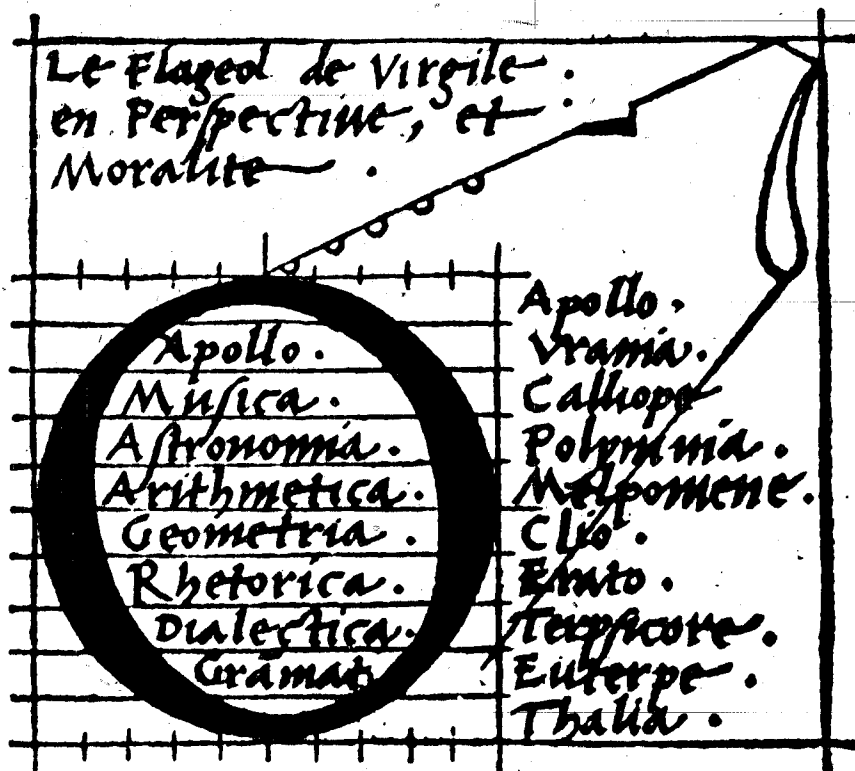 Le Flageol de Virgile .
en Perſpectiue, et :
Moralite .
Apollo .
Muſica .
Aſtronomia .
Arithmetica .
Geometria .
Rhetorica .
Dialectica .
Grāmat
Apollo .
Vrania .
Calliope
Polymnia .
Melpomene .
Clio .
Erato .
Terpſicore .
Euterpe .
Thalia .